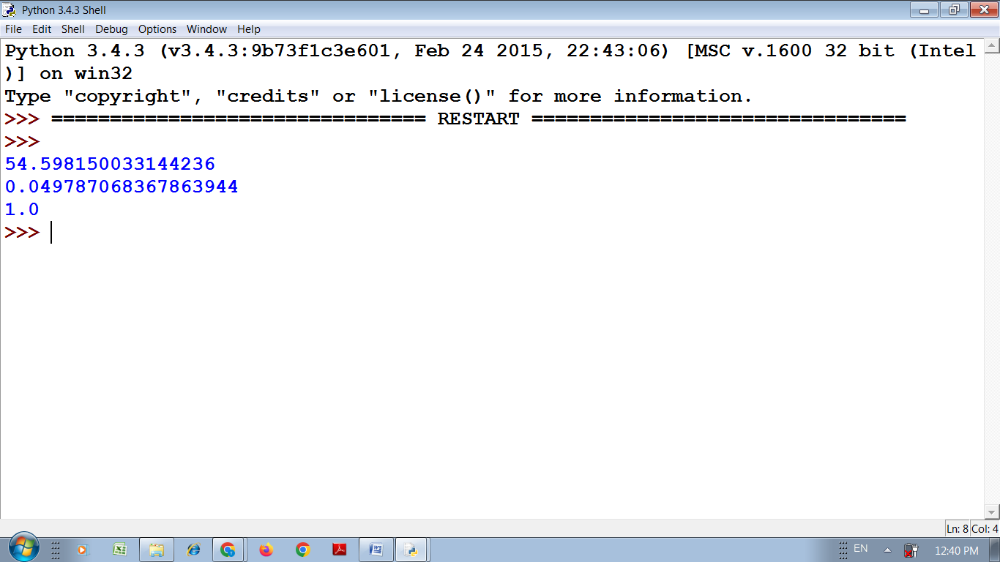 Python 3.4.3 Shell
File Edit Shell Debug Options Window Help
Python 3.4.3 (v3.4.3:9b73f1c3e601, Feb 24 2015, 22:43:06) [MSC v.1600 32 bit (Intel
)] on win32
Type "copyright", "credits" or "license()" for more information.
>>> ================================ RESTART ================================
>>>
54.598150033144236
0.049787068367863944
1.0
>>>
Ln: 8 Col: 4
EN 12:40 PM